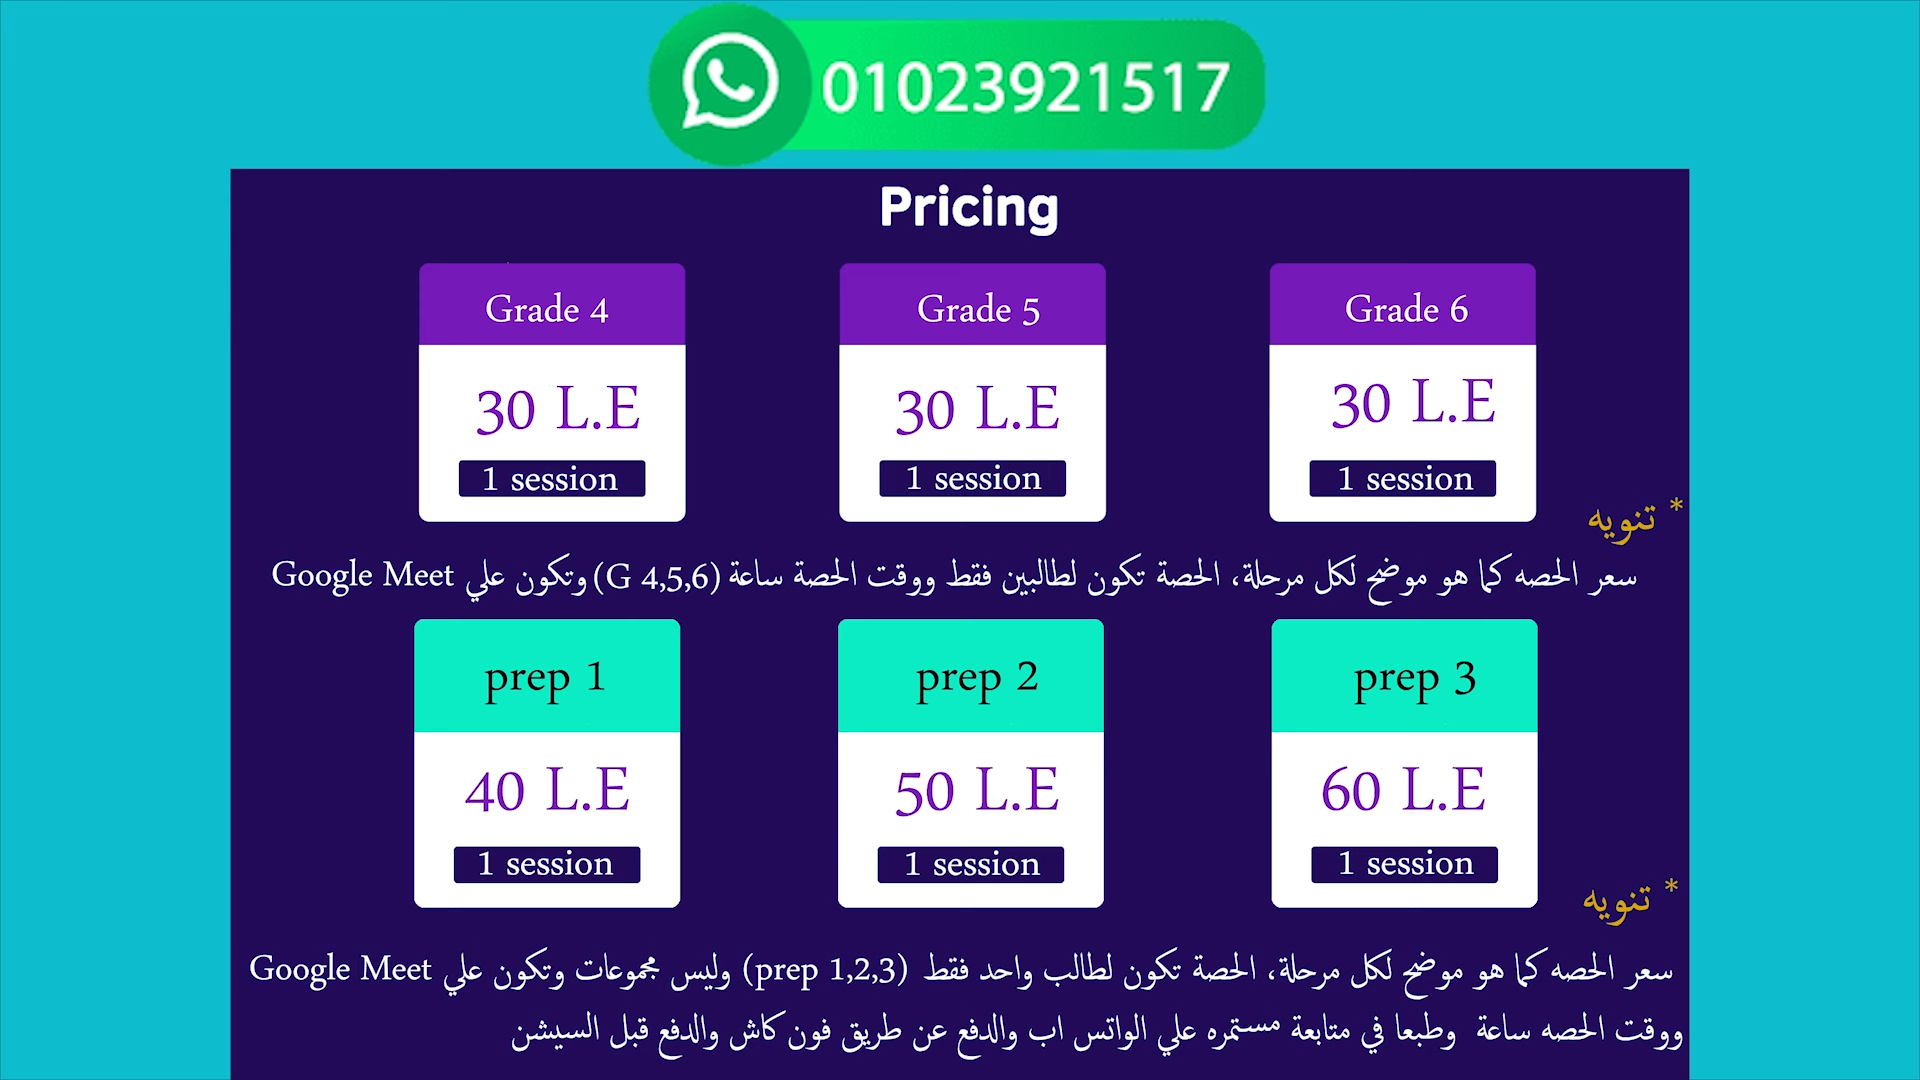 01023921517
Pricing
Grade 4
30 L.E
1 session
Grade 5
30 L.E
1 session
Grade 6
30 L.E
1 session
* تنويه
سعر الحصه كما هو موضح لكل مرحلة، الحصة تكون لطالبين فقط ووقت الحصة ساعة (G 4,5,6) وتكون علي Google Meet
prep 1
40 L.E
1 session
prep 2
50 L.E
1 session
prep 3
60 L.E
1 session
* تنويه
سعر الحصه كما هو موضح لكل مرحلة، الحصة تكون لطالب واحد فقط (prep 1,2,3) وليس مجموعات وتكون علي Google Meet
ووقت الحصه ساعة وطبعا في متابعة مستمره علي الواتس اب والدفع عن طريق فون كاش والدفع قبل السيشن